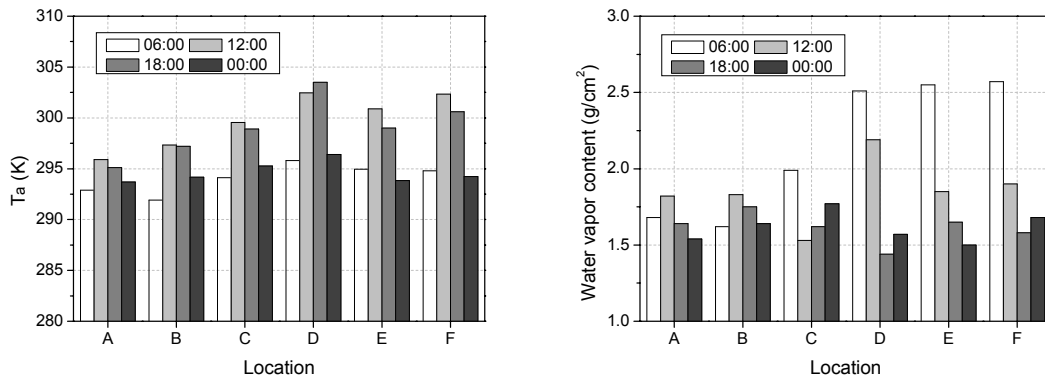 310
305
300
295
290
285
280
Ta (K)
06:00 12:00
18:00 00:00
A B C D E F
Location
3.0
2.5
2.0
1.5
1.0
Water vapor content (g/cm²)
06:00 12:00
18:00 00:00
A B C D E F
Location